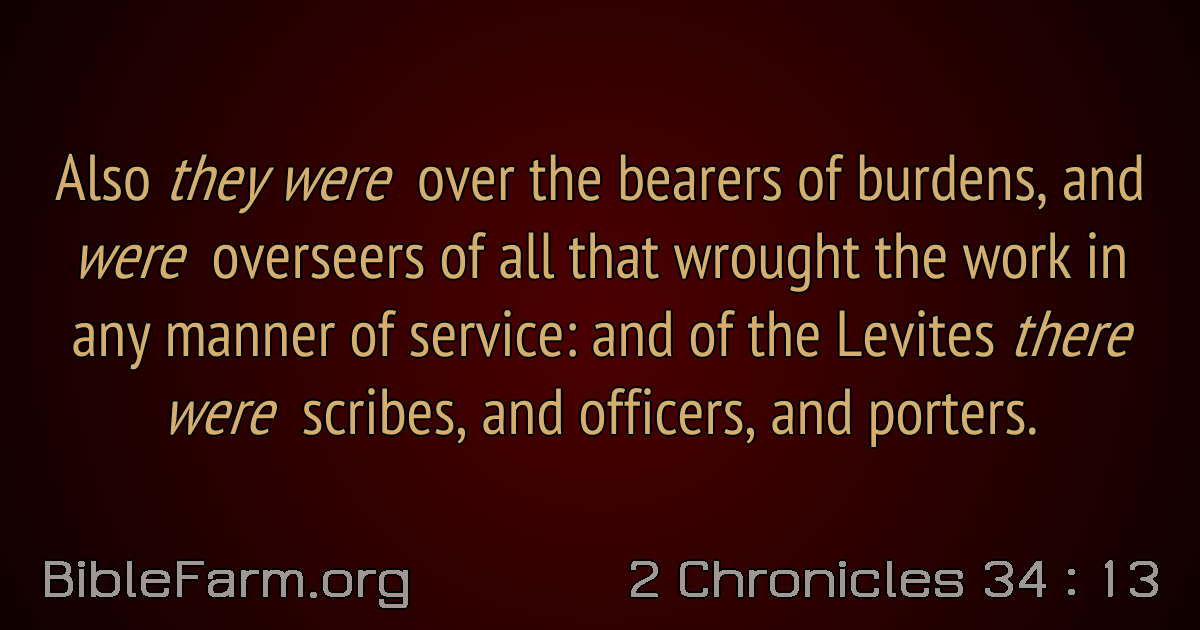 Also they were over the bearers of burdens, and
were overseers of all that wrought the work in
any manner of service: and of the Levites there
were scribes, and officers, and porters.
BibleFarm.org
2 Chronicles 34 : 13